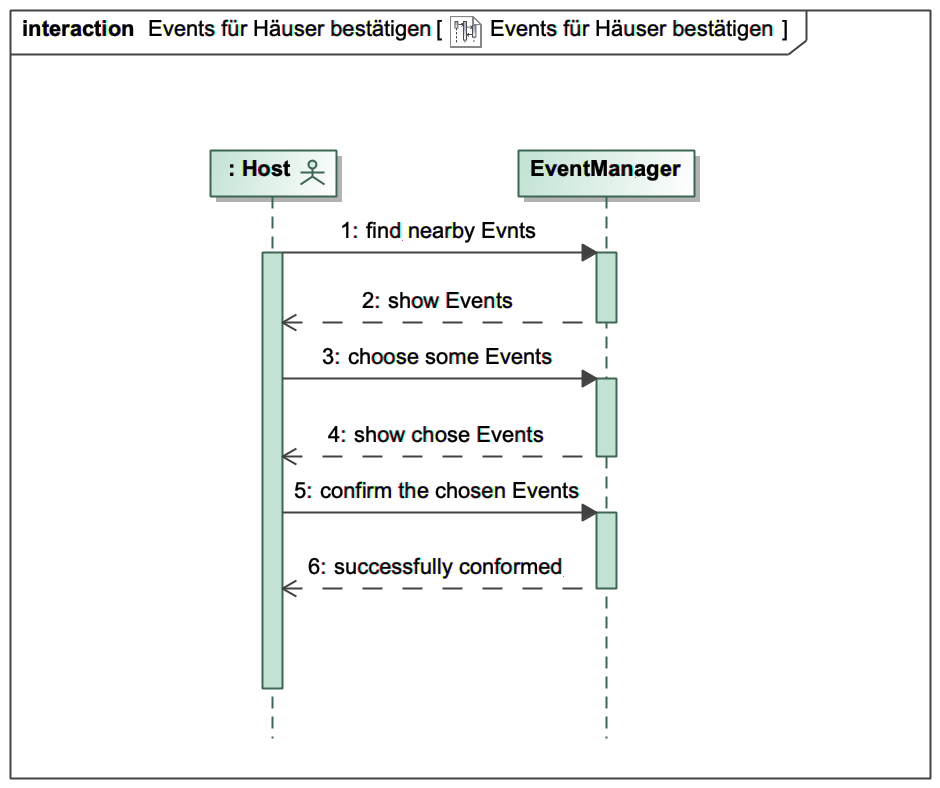 interaction Events für Häuser bestätigen [ Events für Häuser bestätigen ]
: Host
EventManager
1: find nearby Evnts
2: show Events
3: choose some Events
4: show chose Events
5: confirm the chosen Events
6: successfully conformed